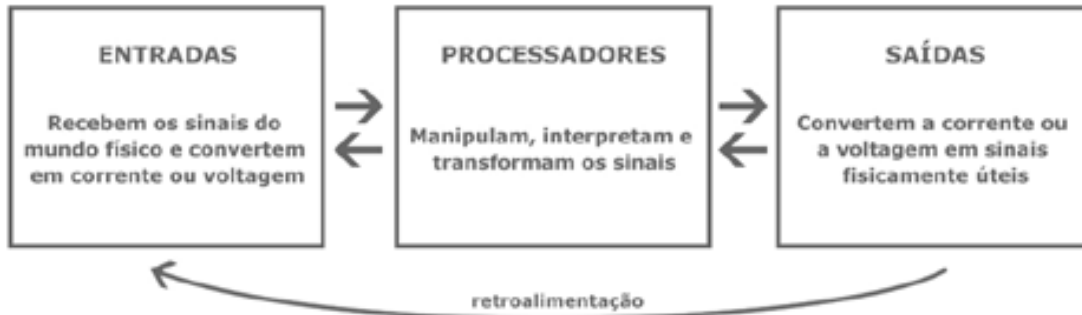 ENTRADAS
Recebem os sinais do
mundo físico e convertem
em corrente ou voltagem
PROCESSADORES
Manipulam, interpretam e
transformam os sinais
SAÍDAS
Convertem a corrente ou
a voltagem em sinais
fisicamente úteis
retroalimentação